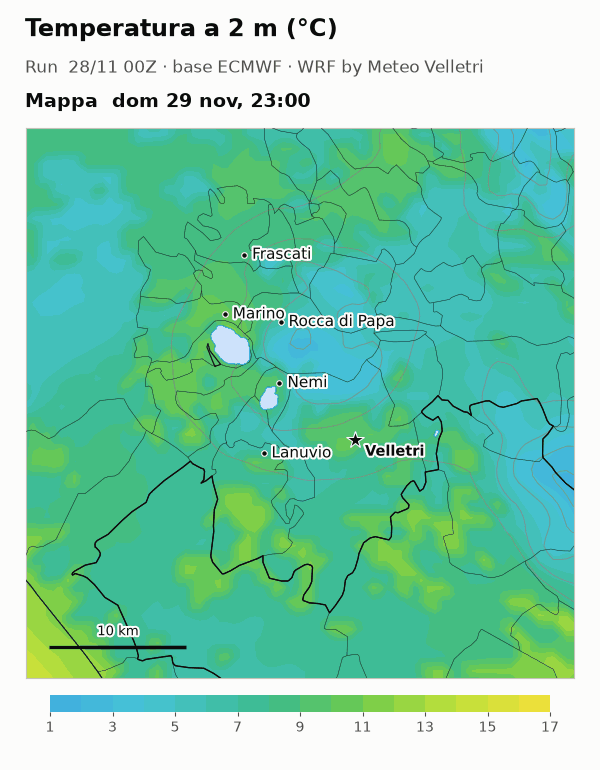 Temperatura a 2 m (°C)
Run  28/11 00Z · base ECMWF · WRF by Meteo Velletri
Mappa  dom 29 nov, 23:00
Frascati
Marino
Rocca di Papa
Nemi
Velletri
Lanuvio
10 km
1 3 5 7 9 11 13 15 17